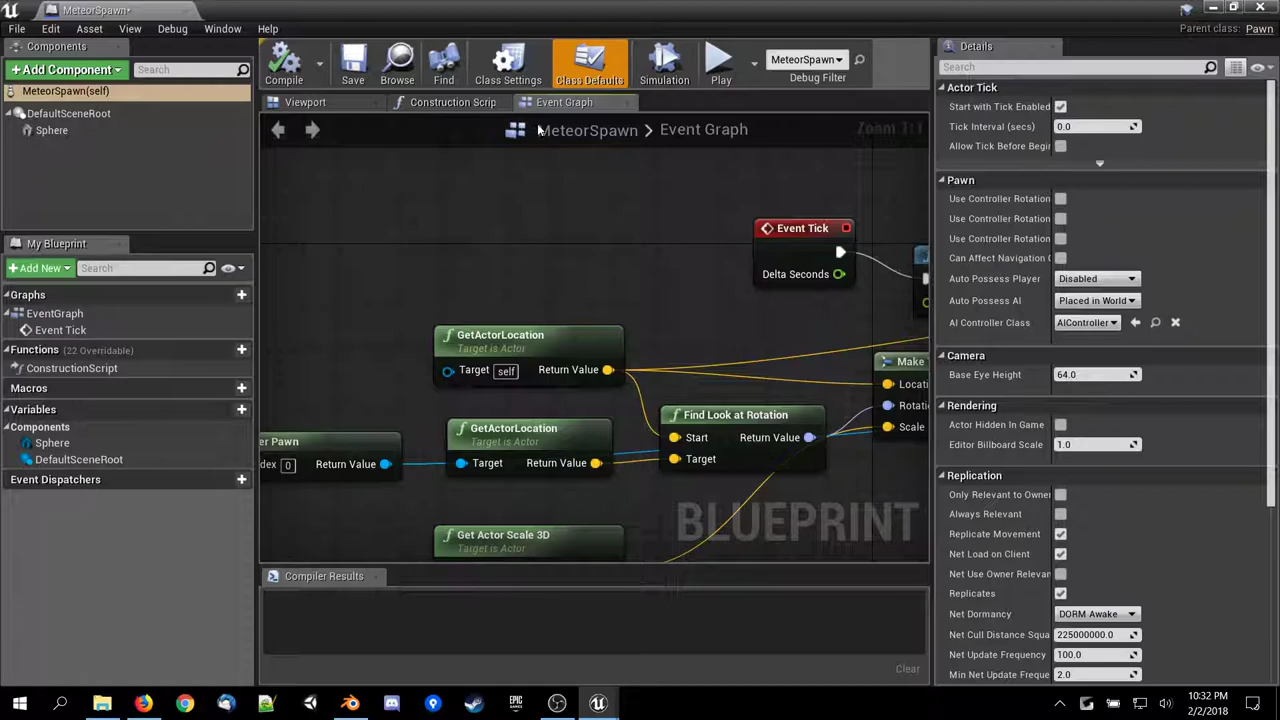 MeteorSpawn*
File Edit Asset View Debug Window Help
Parent class: Pawn
Components
Add Component
Search
MeteorSpawn(self)
DefaultSceneRoot
Sphere
My Blueprint
Add New
Search
Graphs
EventGraph
Event Tick
Functions (22 Overridable)
ConstructionScript
Macros
Variables
Components
Sphere
DefaultSceneRoot
Event Dispatchers
Compile
Save
Browse
Find
Class Settings
Class Defaults
Simulation
Play
MeteorSpawn
Debug Filter
Viewport
Construction Scrip
Event Graph
MeteorSpawn > Event Graph
Zoom 1:1
Event Tick
Delta Seconds
GetActorLocation
Target is Actor
Target self Return Value
Make
Locati
Rotatio
Scale
Find Look at Rotation
Start Return Value
Target
GetActorLocation
Target is Actor
Target Return Value
er Pawn
dex 0 Return Value
Get Actor Scale 3D
Target is Actor
BLUEPRINT
Compiler Results
Clear
Details
Search
Actor Tick
Start with Tick Enabled
Tick Interval (secs) 0.0
Allow Tick Before Begin
Pawn
Use Controller Rotation
Use Controller Rotation
Use Controller Rotation
Can Affect Navigation G
Auto Possess Player Disabled
Auto Possess AI Placed in World
AI Controller Class AIController
Camera
Base Eye Height 64.0
Rendering
Actor Hidden In Game
Editor Billboard Scale 1.0
Replication
Only Relevant to Owner
Always Relevant
Replicate Movement
Net Load on Client
Net Use Owner Relevan
Replicates
Net Dormancy DORM Awake
Net Cull Distance Squa 225000000.0
Net Update Frequency 100.0
Min Net Update Freque 2.0
10:32 PM
2/2/2018